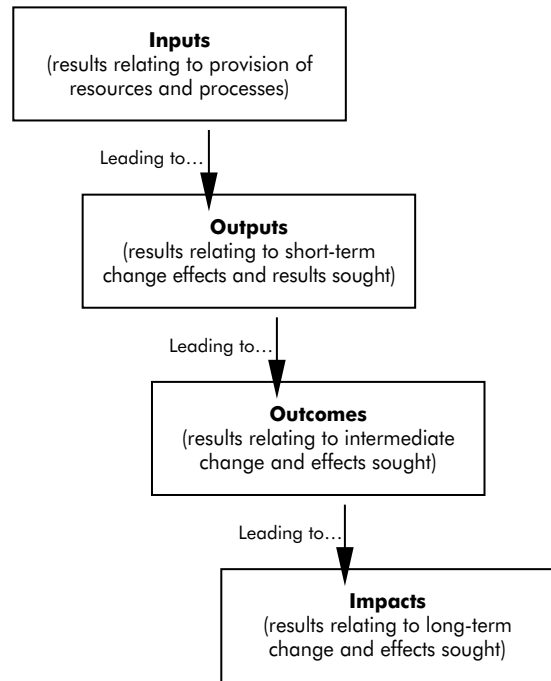 Inputs
(results relating to provision of
resources and processes)
Leading to…
Outputs
(results relating to short-term
change effects and results sought)
Leading to…
Outcomes
(results relating to intermediate
change and effects sought)
Leading to…
Impacts
(results relating to long-term
change and effects sought)